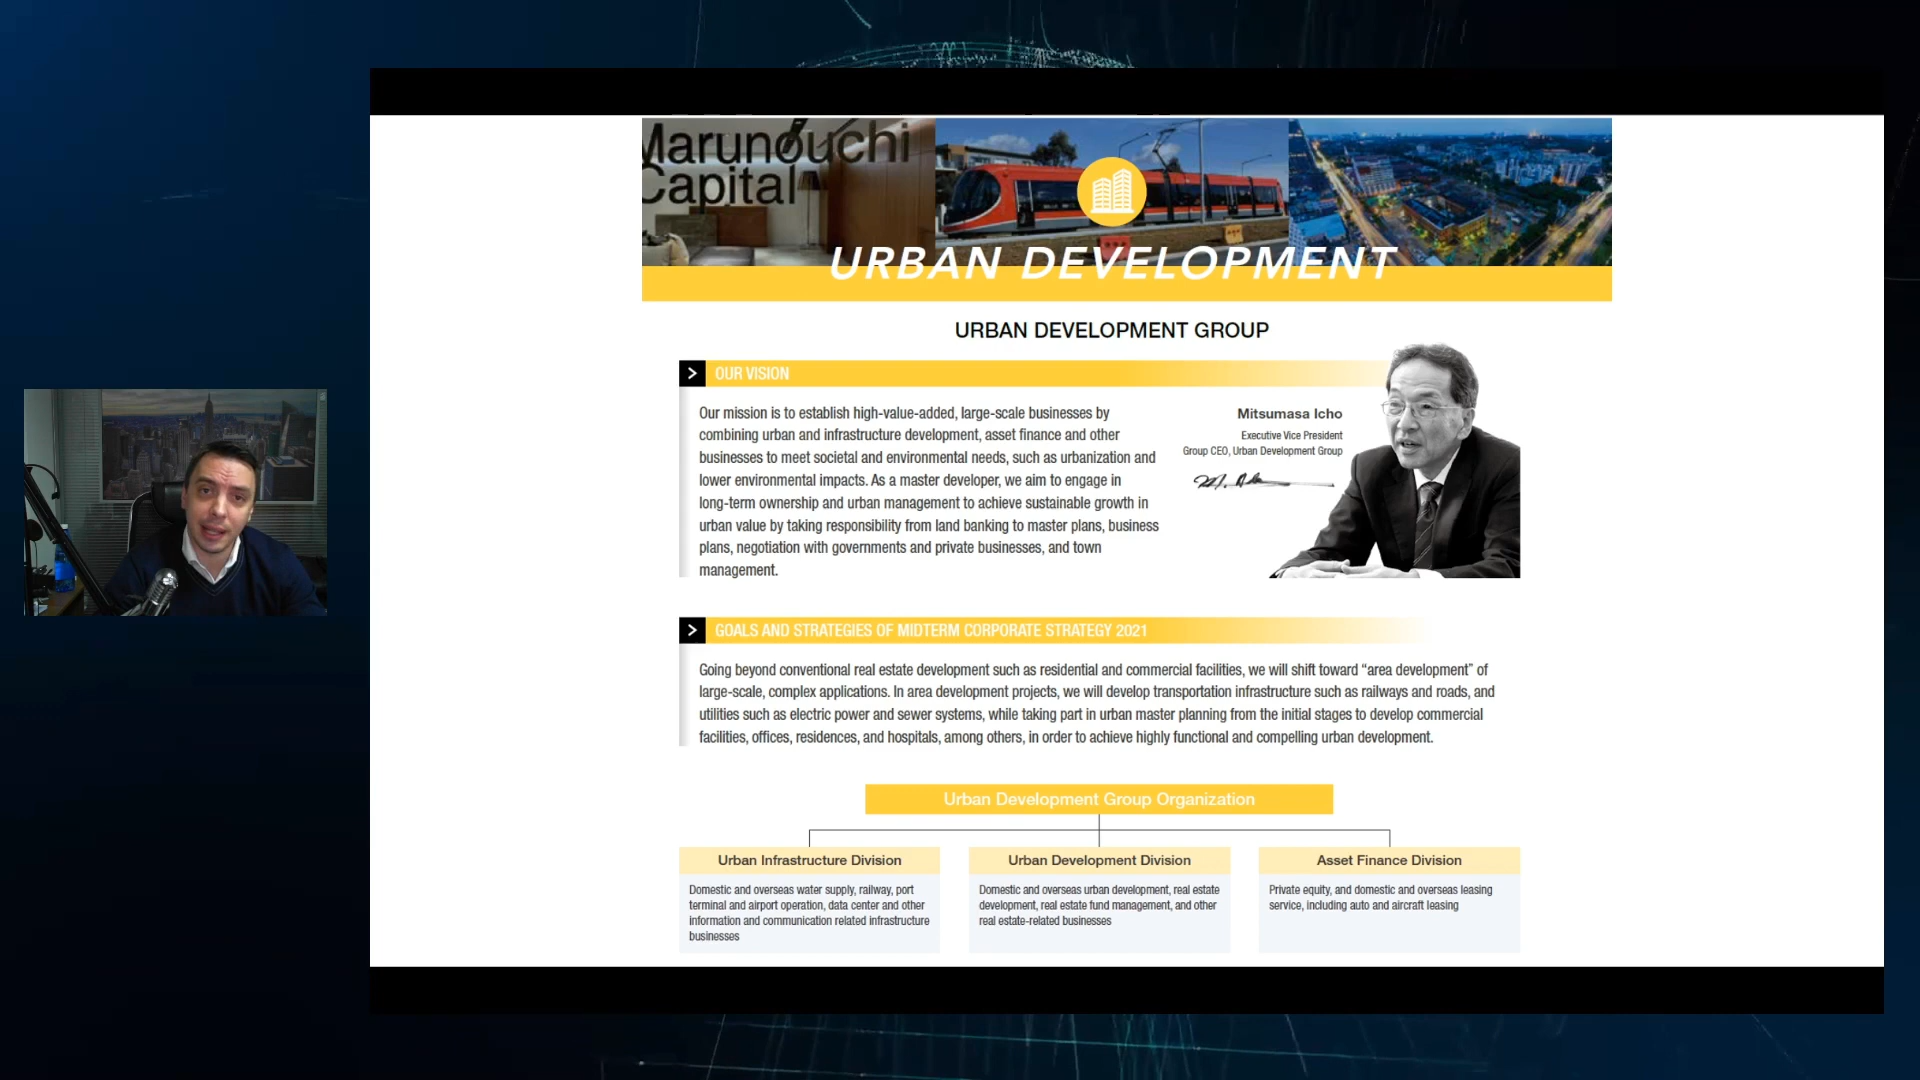 Marunouchi
Capital
URBAN DEVELOPMENT
URBAN DEVELOPMENT GROUP
OUR VISION
Our mission is to establish high-value-added, large-scale businesses by
combining urban and infrastructure development, asset finance and other
businesses to meet societal and environmental needs, such as urbanization and
lower environmental impacts. As a master developer, we aim to engage in
long-term ownership and urban management to achieve sustainable growth in
urban value by taking responsibility from land banking to master plans, business
plans, negotiation with governments and private businesses, and town
management.
Mitsumasa Icho
Executive Vice President
Group CEO, Urban Development Group
GOALS AND STRATEGIES OF MIDTERM CORPORATE STRATEGY 2021
Going beyond conventional real estate development such as residential and commercial facilities, we will shift toward “area development” of
large-scale, complex applications. In area development projects, we will develop transportation infrastructure such as railways and roads, and
utilities such as electric power and sewer systems, while taking part in urban master planning from the initial stages to develop commercial
facilities, offices, residences, and hospitals, among others, in order to achieve highly functional and compelling urban development.
Urban Development Group Organization
Urban Infrastructure Division
Domestic and overseas water supply, railway, port
terminal and airport operation, data center and other
information and communication related infrastructure
businesses
Urban Development Division
Domestic and overseas urban development, real estate
development, real estate fund management, and other
real estate-related businesses
Asset Finance Division
Private equity, and domestic and overseas leasing
service, including auto and aircraft leasing